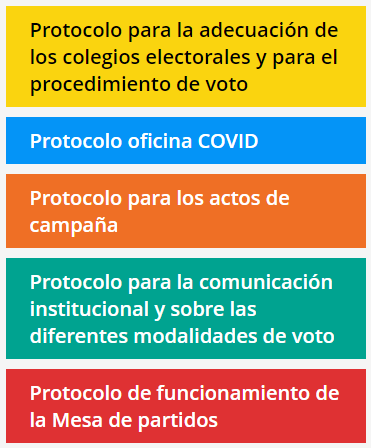 Protocolo para la adecuación de
los colegios electorales y para el
procedimiento de voto
Protocolo oficina COVID
Protocolo para los actos de
campaña
Protocolo para la comunicación
institucional y sobre las
diferentes modalidades de voto
Protocolo de funcionamiento de
la Mesa de partidos